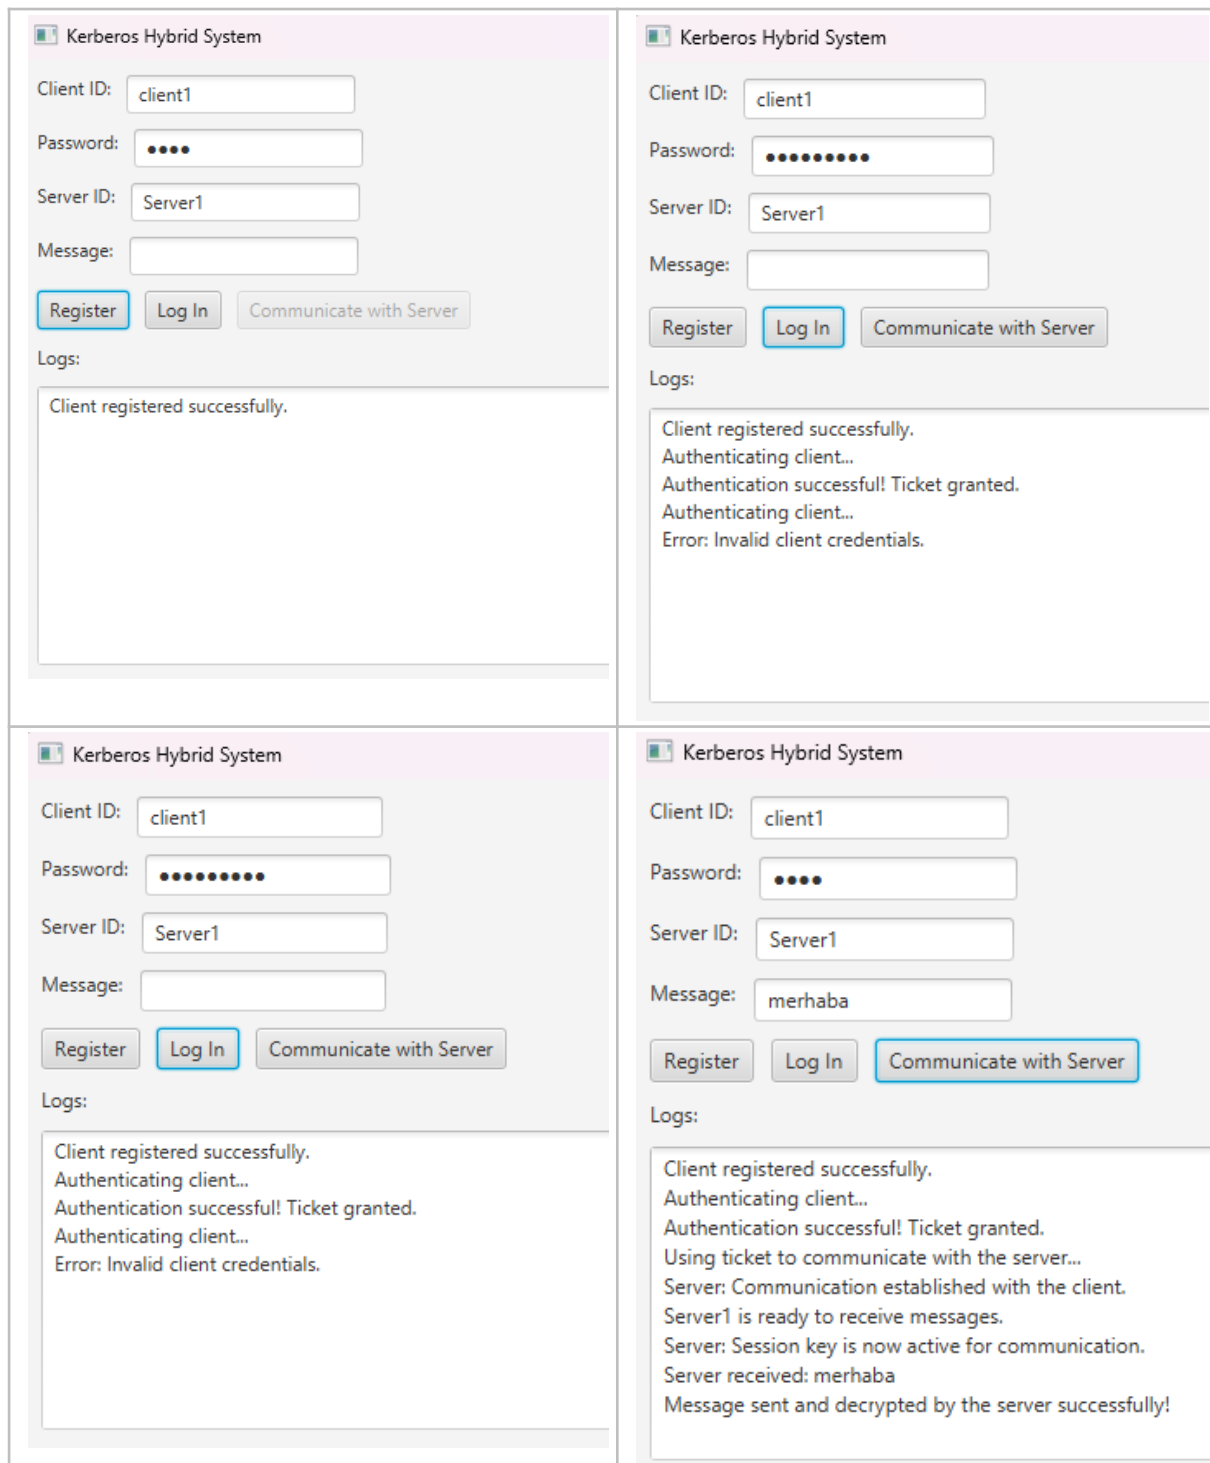 Kerberos Hybrid System
Client ID: client1
Password: ••••
Server ID: Server1
Message:
Register Log In Communicate with Server
Logs:
Client registered successfully.
Kerberos Hybrid System
Client ID: client1
Password: •••••••••
Server ID: Server1
Message:
Register Log In Communicate with Server
Logs:
Client registered successfully.
Authenticating client...
Authentication successful! Ticket granted.
Authenticating client...
Error: Invalid client credentials.
Kerberos Hybrid System
Client ID: client1
Password: •••••••••
Server ID: Server1
Message:
Register Log In Communicate with Server
Logs:
Client registered successfully.
Authenticating client...
Authentication successful! Ticket granted.
Authenticating client...
Error: Invalid client credentials.
Kerberos Hybrid System
Client ID: client1
Password: ••••
Server ID: Server1
Message: merhaba
Register Log In Communicate with Server
Logs:
Client registered successfully.
Authenticating client...
Authentication successful! Ticket granted.
Using ticket to communicate with the server...
Server: Communication established with the client.
Server1 is ready to receive messages.
Server: Session key is now active for communication.
Server received: merhaba
Message sent and decrypted by the server successfully!